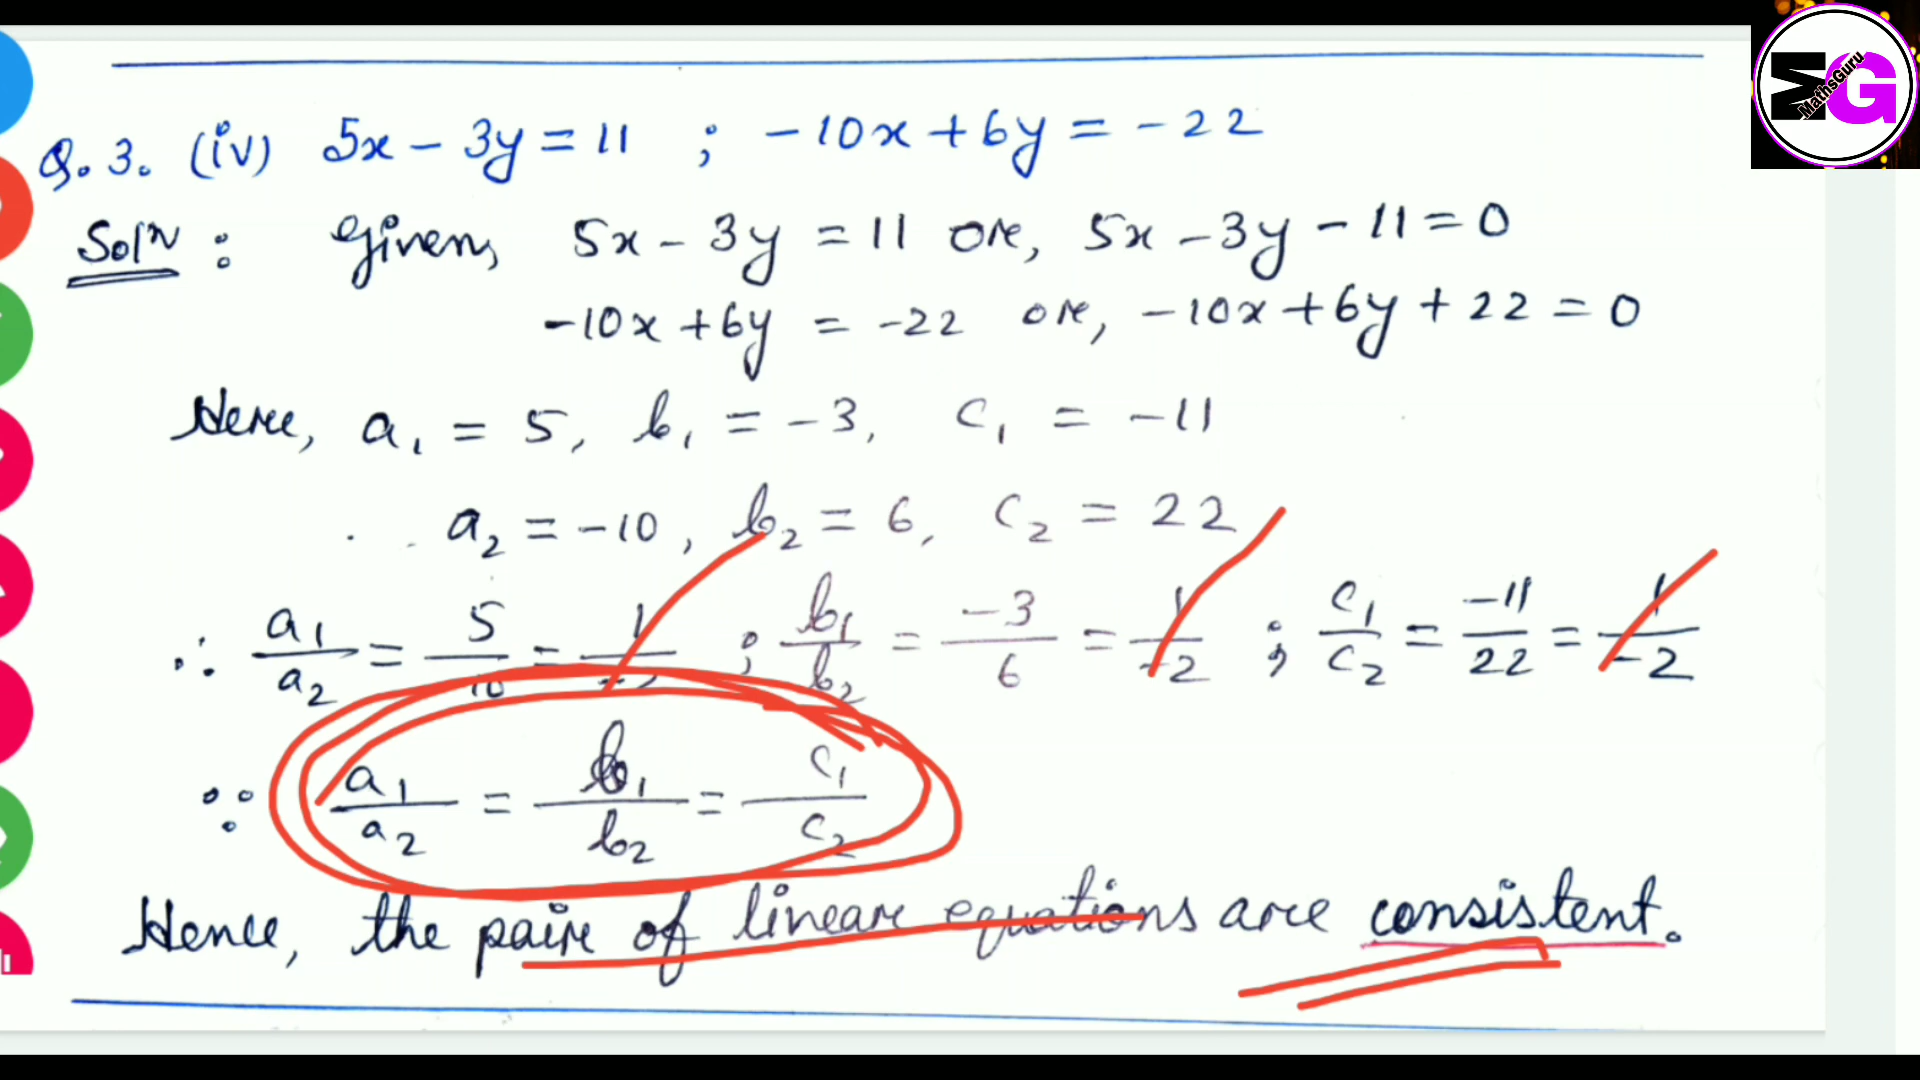 MathsGuru
Q.3. (iv) 5x - 3y = 11 ; -10x + 6y = -22
Soln : Given, 5x - 3y = 11 or, 5x - 3y - 11 = 0
-10x + 6y = -22 or, -10x + 6y + 22 = 0
Here, a₁ = 5, b₁ = -3, c₁ = -11
a₂ = -10, b₂ = 6, c₂ = 22
∴ a₁/a₂ = 5/-10 = 1/-2 ; b₁/b₂ = -3/6 = 1/-2 ; c₁/c₂ = -11/22 = 1/-2
∵ a₁/a₂ = b₁/b₂ = c₁/c₂
Hence, the pair of linear equations are consistent.